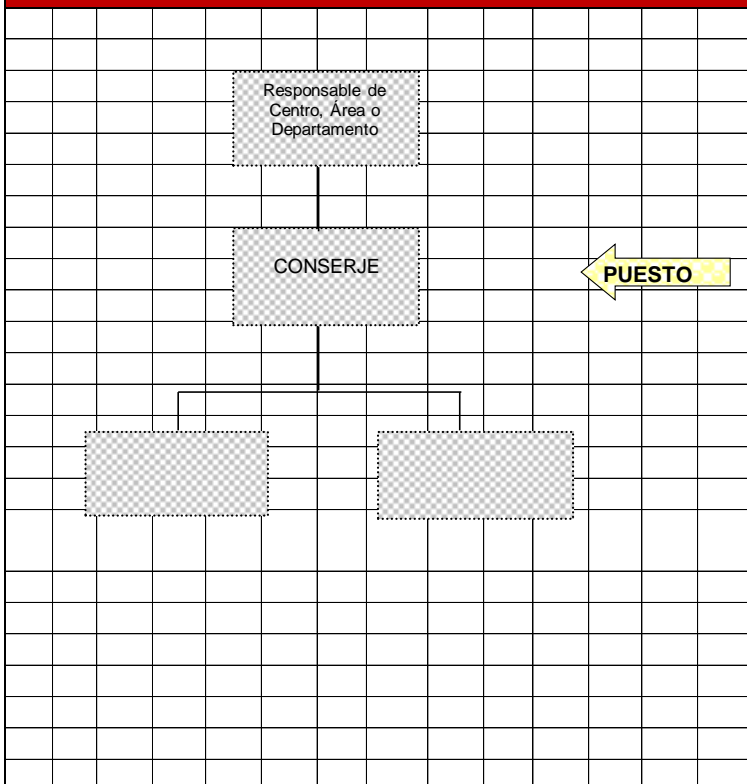 Responsable de
Centro, Área o
Departamento
CONSERJE
PUESTO